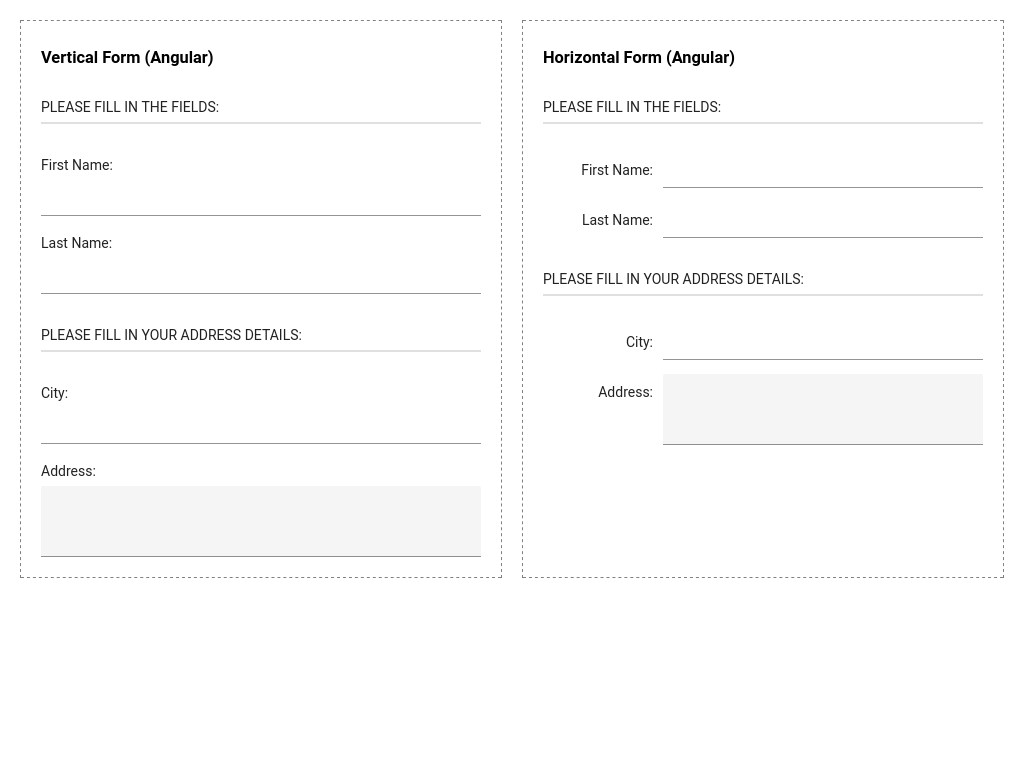 Vertical Form (Angular)
PLEASE FILL IN THE FIELDS:
First Name:
Last Name:
PLEASE FILL IN YOUR ADDRESS DETAILS:
City:
Address:
Horizontal Form (Angular)
PLEASE FILL IN THE FIELDS:
First Name:
Last Name:
PLEASE FILL IN YOUR ADDRESS DETAILS:
City:
Address: